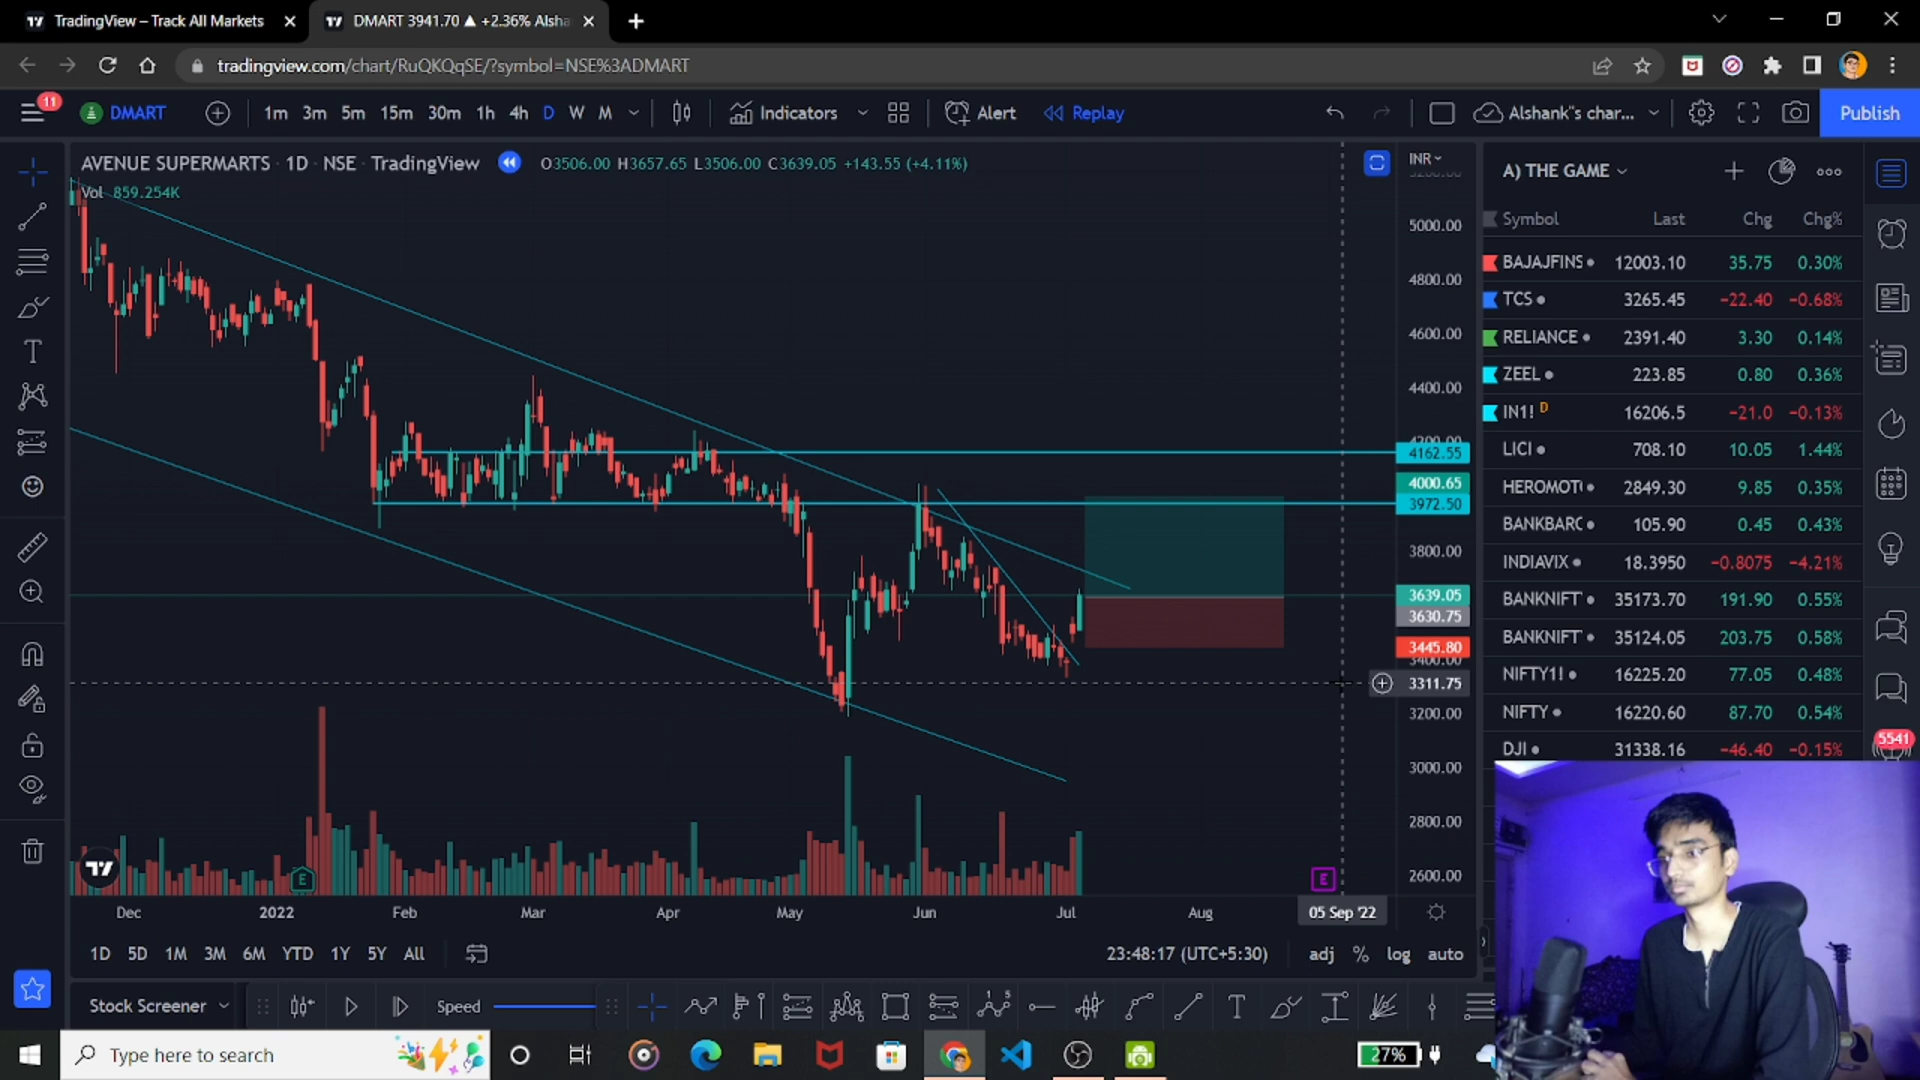 TradingView – Track All Markets
DMART 3941.70 ▲ +2.36% Alsha
tradingview.com/chart/RuQKQqSE/?symbol=NSE%3ADMART
11
DMART
1m 3m 5m 15m 30m 1h 4h D W M
Indicators
Alert
Replay
Alshank"s char...
Publish
AVENUE SUPERMARTS · 1D · NSE · TradingView
O3506.00 H3657.65 L3506.00 C3639.05 +143.55 (+4.11%)
Vol 859.254K
INR
5000.00
4800.00
4600.00
4400.00
4162.55
4000.65
3972.50
3800.00
3639.05
3630.75
3445.80
3400.00
3311.75
3200.00
3000.00
2800.00
2600.00
E
E
Dec 2022 Feb Mar Apr May Jun Jul Aug 05 Sep '22
1D 5D 1M 3M 6M YTD 1Y 5Y All
23:48:17 (UTC+5:30) adj % log auto
Stock Screener
Speed
A) THE GAME
Symbol Last Chg Chg%
BAJAJFINS 12003.10 35.75 0.30%
TCS 3265.45 −22.40 −0.68%
RELIANCE 2391.40 3.30 0.14%
ZEEL 223.85 0.80 0.36%
IN1! D 16206.5 −21.0 −0.13%
LICI 708.10 10.05 1.44%
HEROMOT 2849.30 9.85 0.35%
BANKBARO 105.90 0.45 0.43%
INDIAVIX 18.3950 −0.8075 −4.21%
BANKNIFT 35173.70 191.90 0.55%
BANKNIFT 35124.05 203.75 0.58%
NIFTY1! 16225.20 77.05 0.48%
NIFTY 16220.60 87.70 0.54%
DJI 31338.16 −46.40 −0.15%
5541
Type here to search
27%